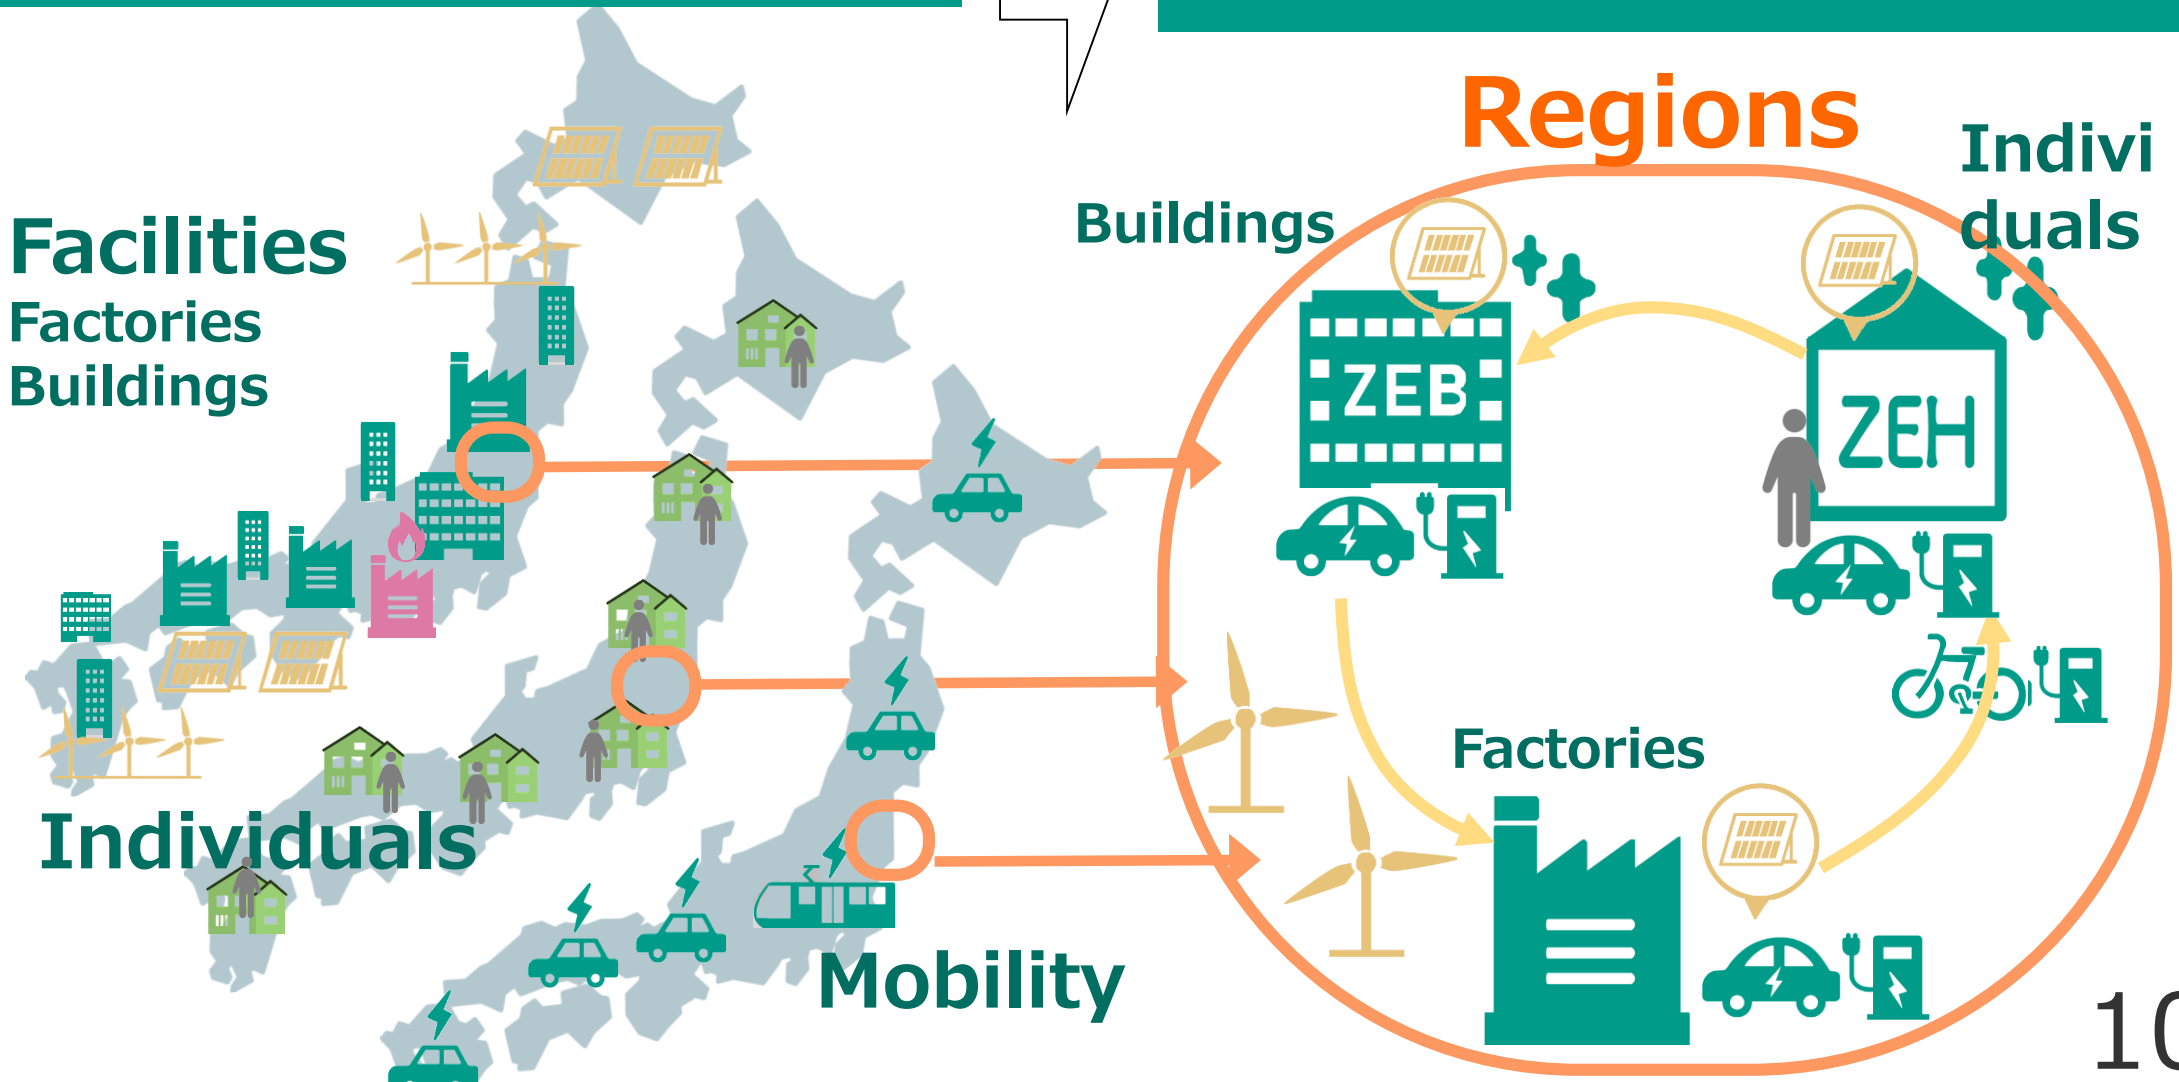 Facilities
Factories
Buildings
Individuals
Mobility
Regions
Buildings
Indivi
duals
ZEB
ZEH
Factories
10